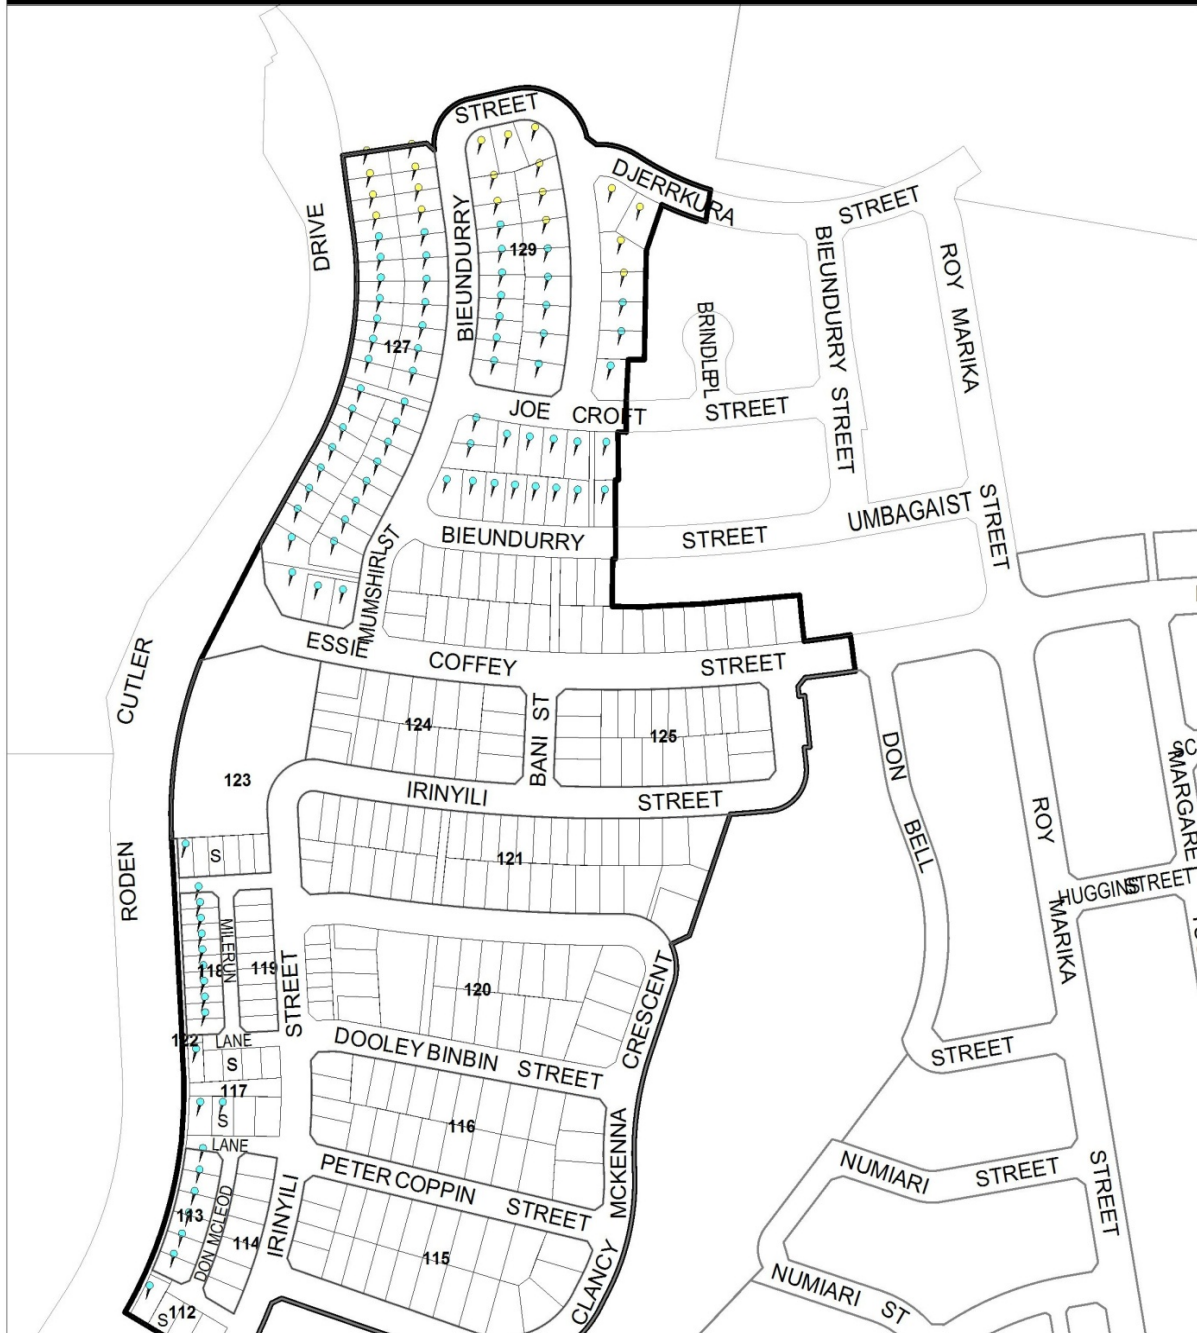 STREET
DJERRKURA
STREET
DRIVE
BIEUNDURRY
129
BIEUNDURRY STREET
ROY MARIKA
BRINDLE PL
127
JOE CROFT STREET
BIEUNDURRY STREET
UMBAGAI ST
STREET
MUMSHIRL ST
ESSIE COFFEY STREET
CUTLER
124
BANI ST
125
DON BELL
123
IRINYILI STREET
ROY MARIKA
MARGARET
S
121
RODEN
HUGGINS STREET
118
MILERUN
119
STREET
120
CRESCENT
122
LANE
DOOLEY BINBIN STREET
STREET
S
117
116
S
MCKENNA
LANE
PETER COPPIN STREET
NUMIARI STREET
STREET
113
DON MCLEOD
114
IRINYILI
115
CLANCY
NUMIARI ST
112
S